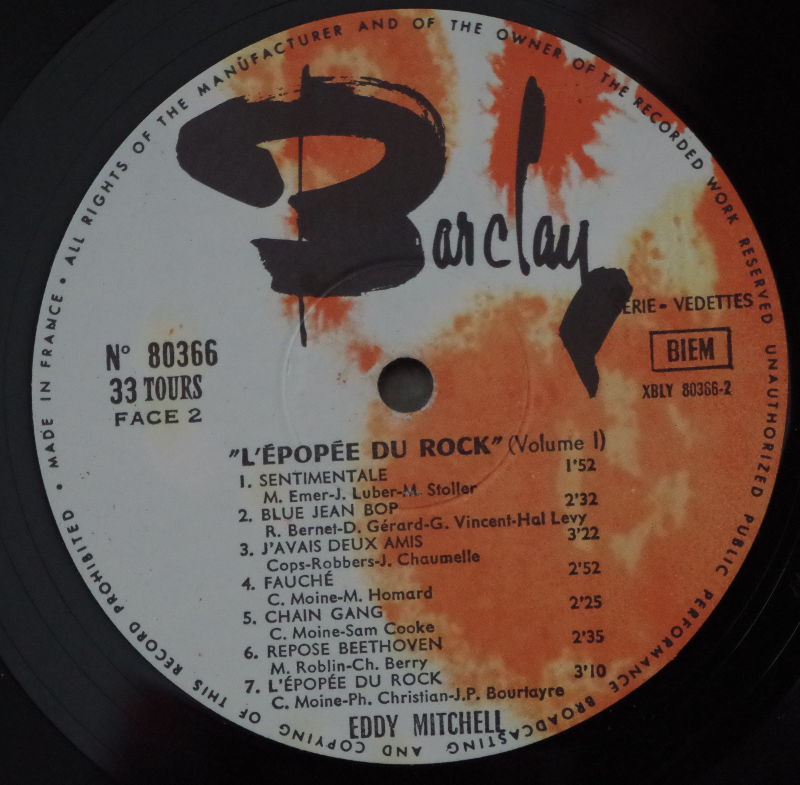 MADE IN FRANCE • ALL RIGHTS OF THE MANUFACTURER AND OF THE OWNER OF THE RECORDED WORK RESERVED UNAUTHORIZED PUBLIC PERFORMANCE BROADCASTING AND COPYING OF THIS RECORD PROHIBITED •
Barclay
SERIE - VEDETTES
N° 80366
BIEM
33 TOURS
XBLY 80366-2
FACE 2
"L'ÉPOPÉE DU ROCK" (Volume I)
1. SENTIMENTALE 1'52
M. Emer-J. Luber-M. Stoller
2. BLUE JEAN BOP 2'32
R. Bernet-D. Gérard-G. Vincent-Hal Levy
3. J'AVAIS DEUX AMIS 3'22
Cops-Robbers-J. Chaumelle
4. FAUCHÉ 2'52
C. Moine-M. Homard
5. CHAIN GANG 2'25
C. Moine-Sam Cooke
6. REPOSE BEETHOVEN 2'35
M. Roblin-Ch. Berry
7. L'ÉPOPÉE DU ROCK 3'10
C. Moine-Ph. Christian-J.P. Bourtayre
EDDY MITCHELL